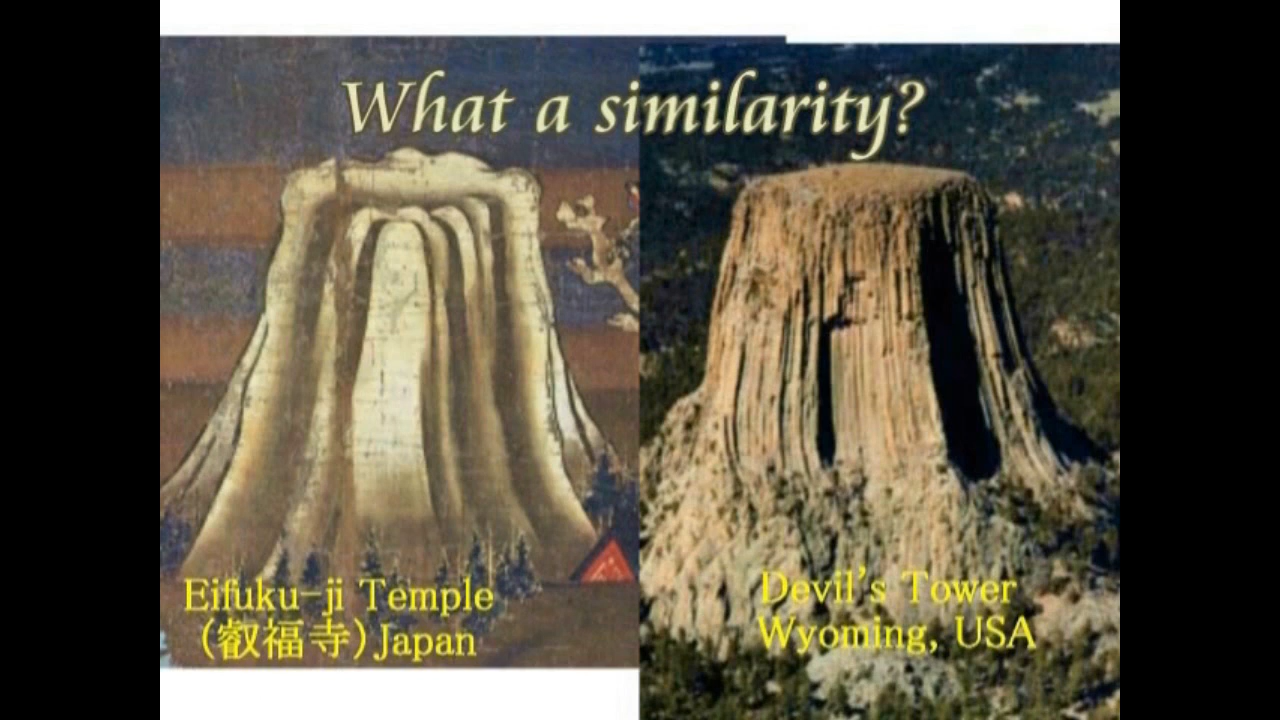 What a similarity?
Eifuku-ji Temple
(叡福寺)Japan
Devil's Tower
Wyoming, USA